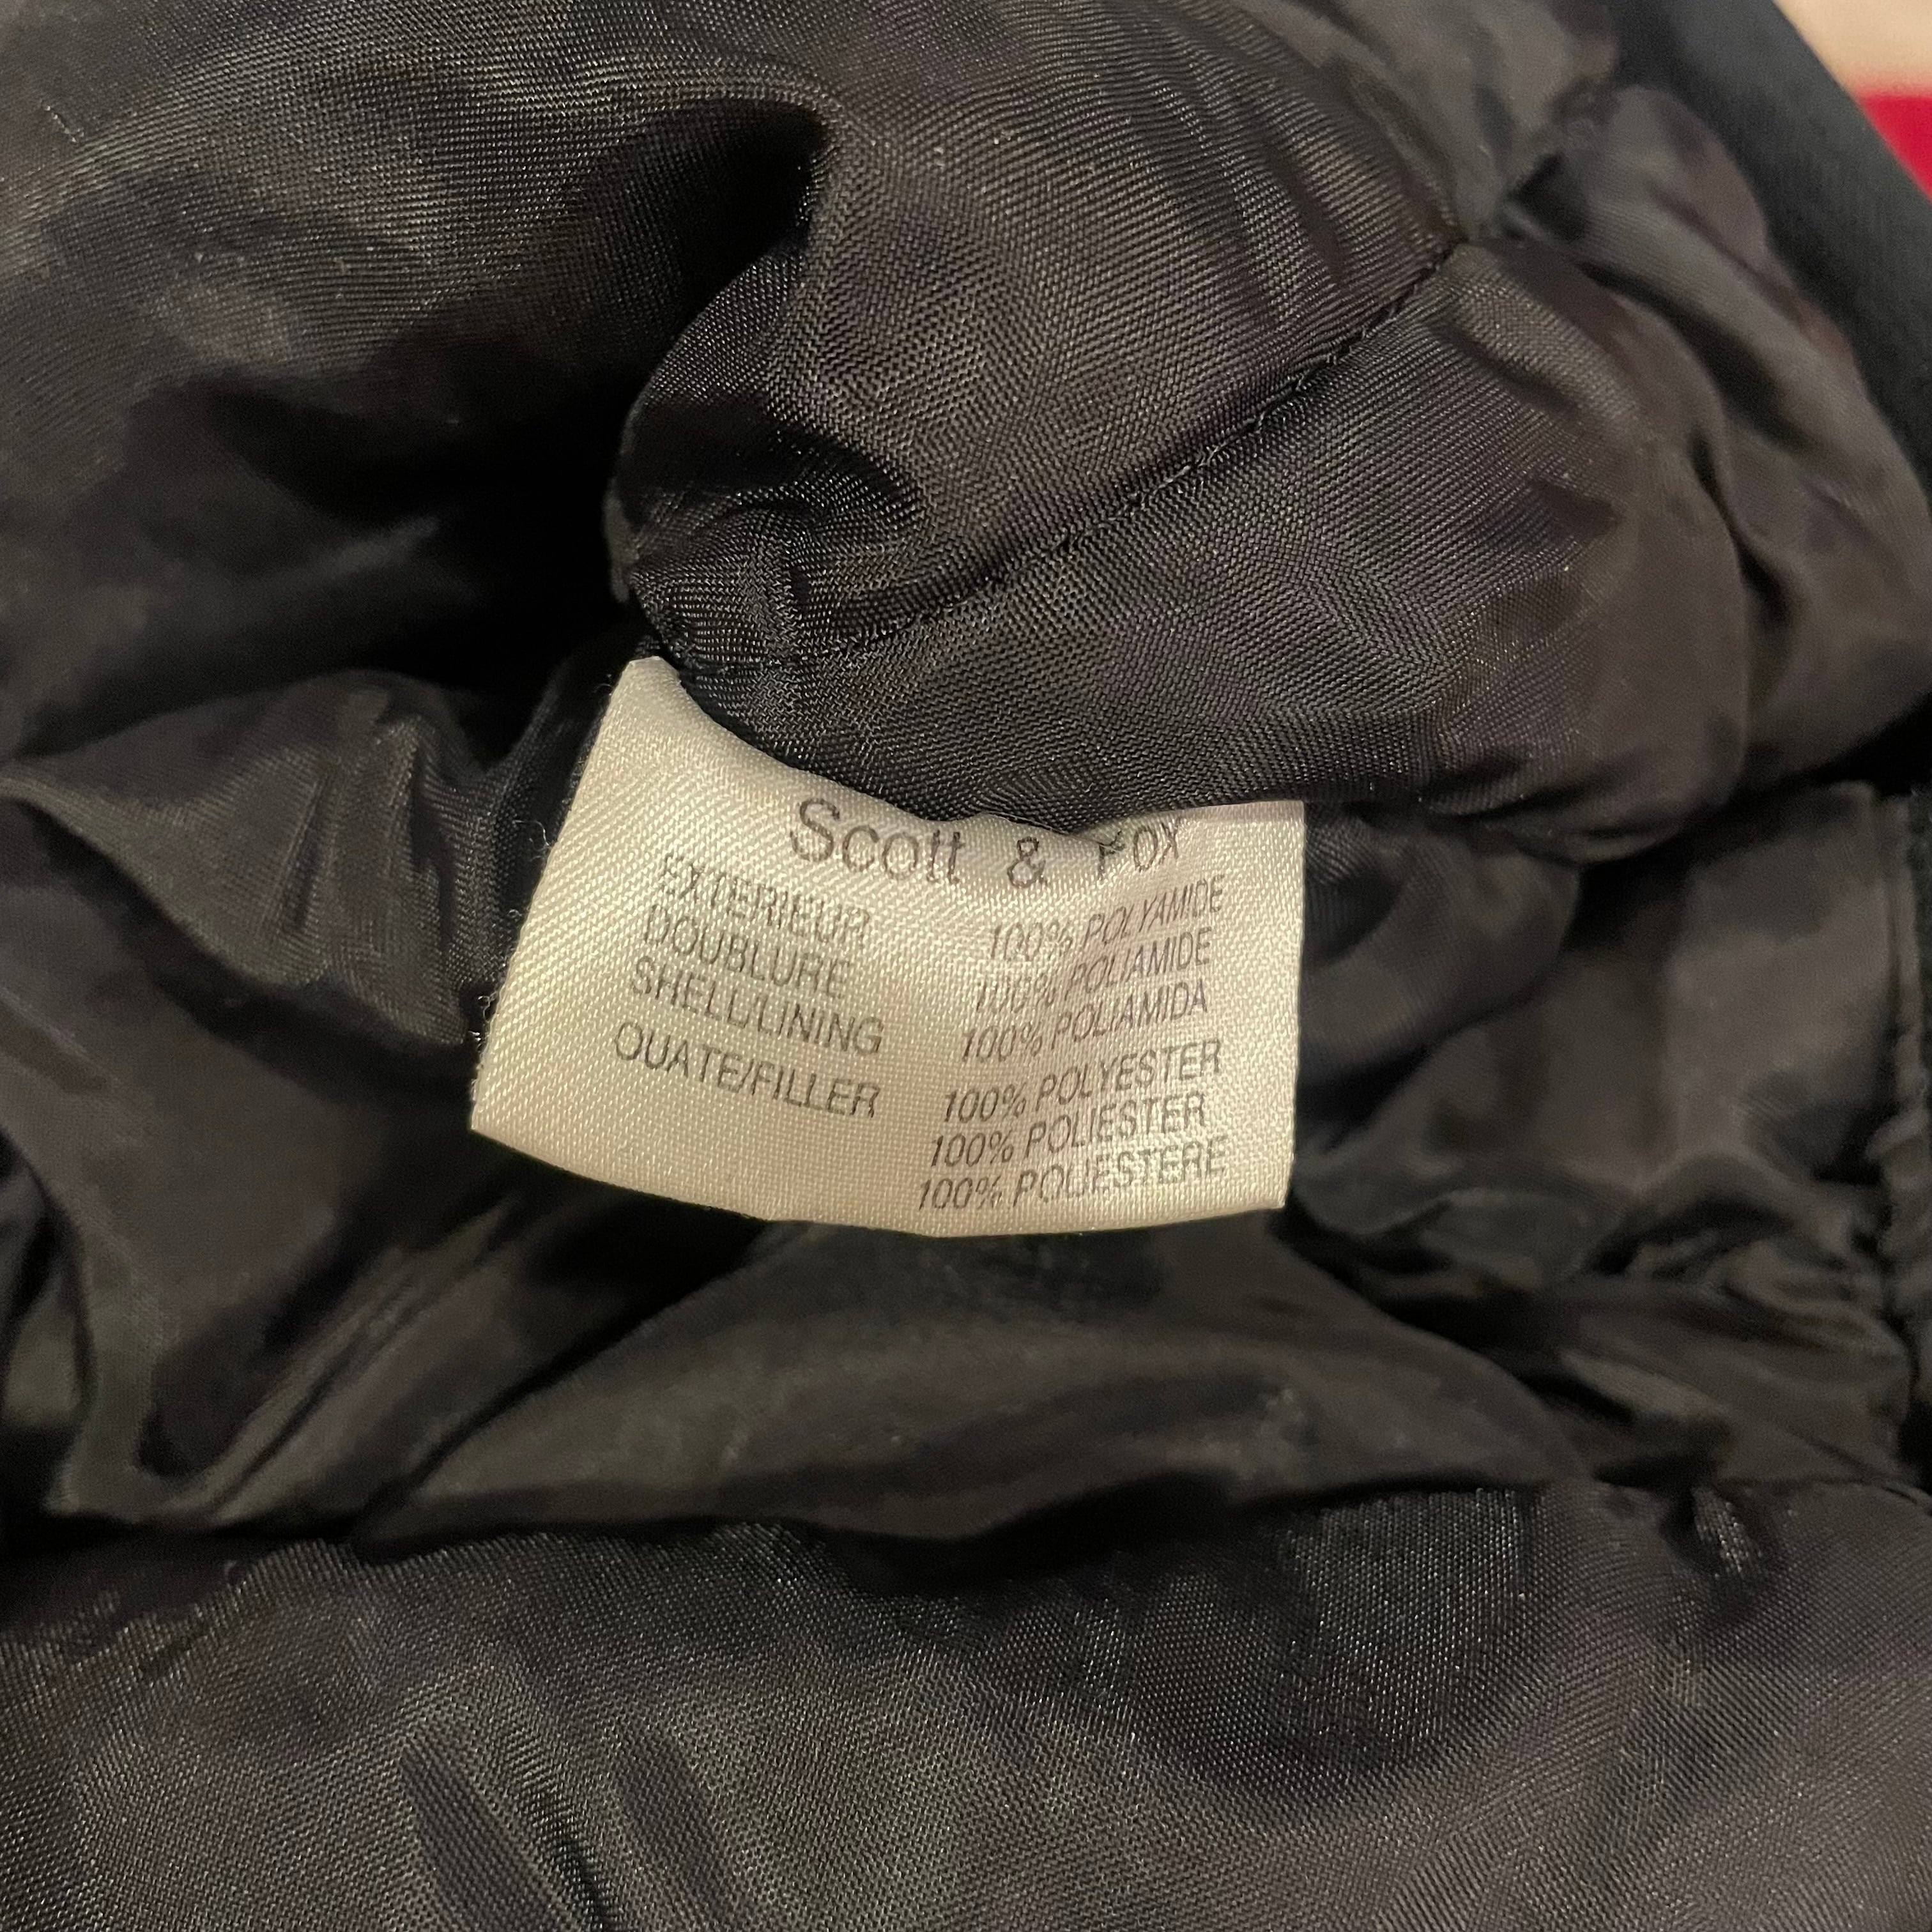 Scott & Fox
EXTERIEUR 100% POLYAMIDE
DOUBLURE 100% POLIAMIDE
SHELL/LINING 100% POLIAMIDA
OUATE/FILLER 100% POLYESTER
100% POLIESTER
100% POLIESTERE